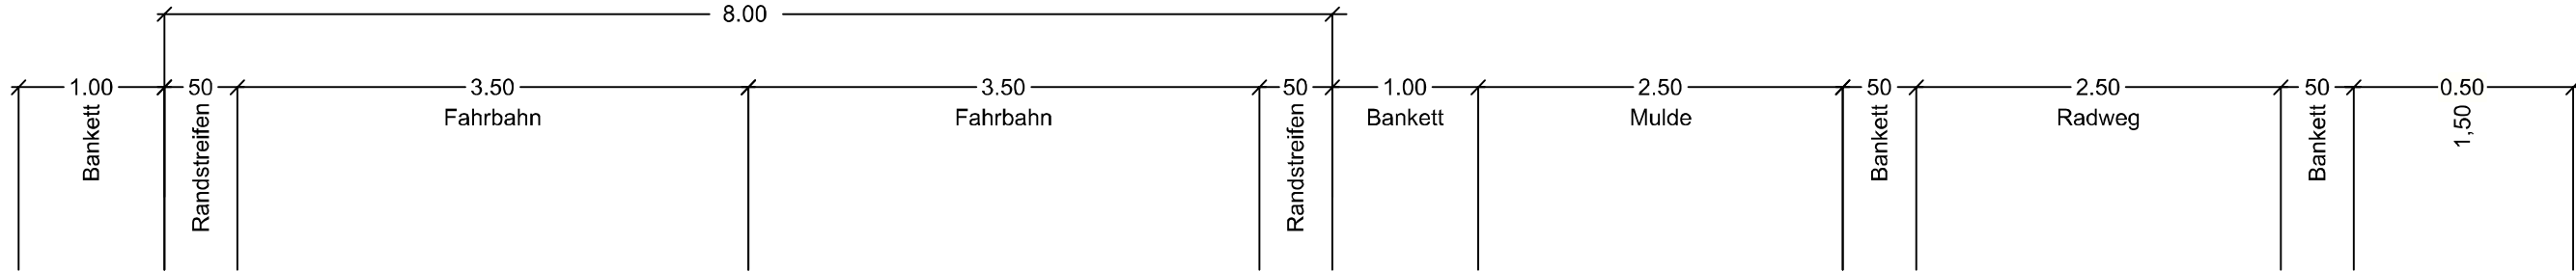 8.00
1.00 50 3.50 3.50 50 1.00 2.50 50 2.50 50 0.50
Bankett Randstreifen Fahrbahn Fahrbahn Randstreifen Bankett Mulde Bankett Radweg Bankett 1,50